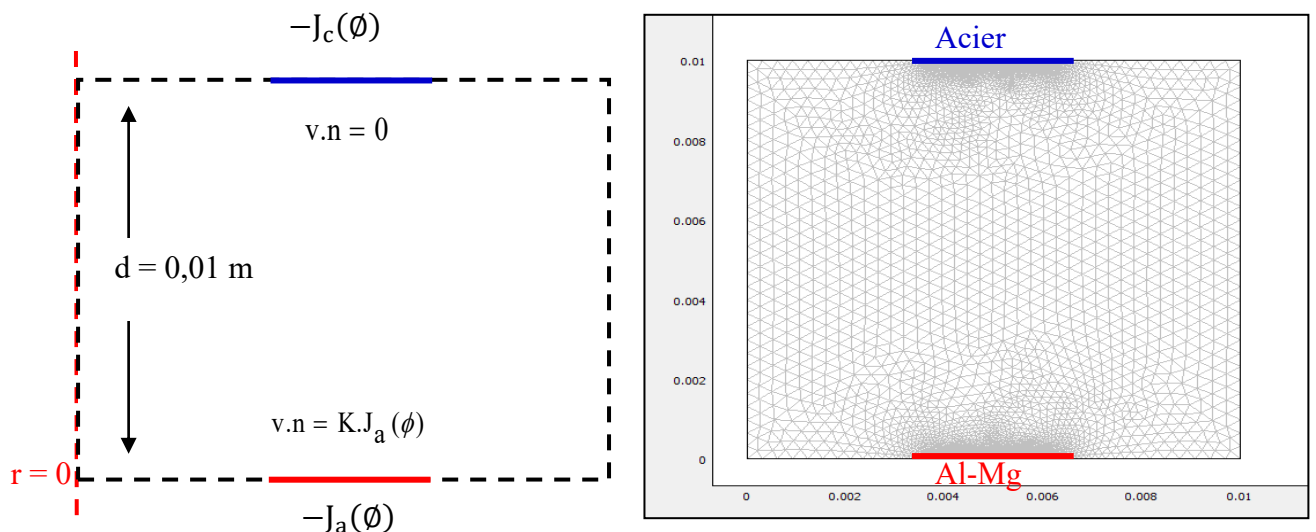 −J_c(∅)
v.n = 0
d = 0,01 m
v.n = K.J_a(ϕ)
r = 0
−J_a(∅)
Acier
0.01
0.008
0.006
0.004
0.002
0
Al-Mg
0 0.002 0.004 0.006 0.008 0.01